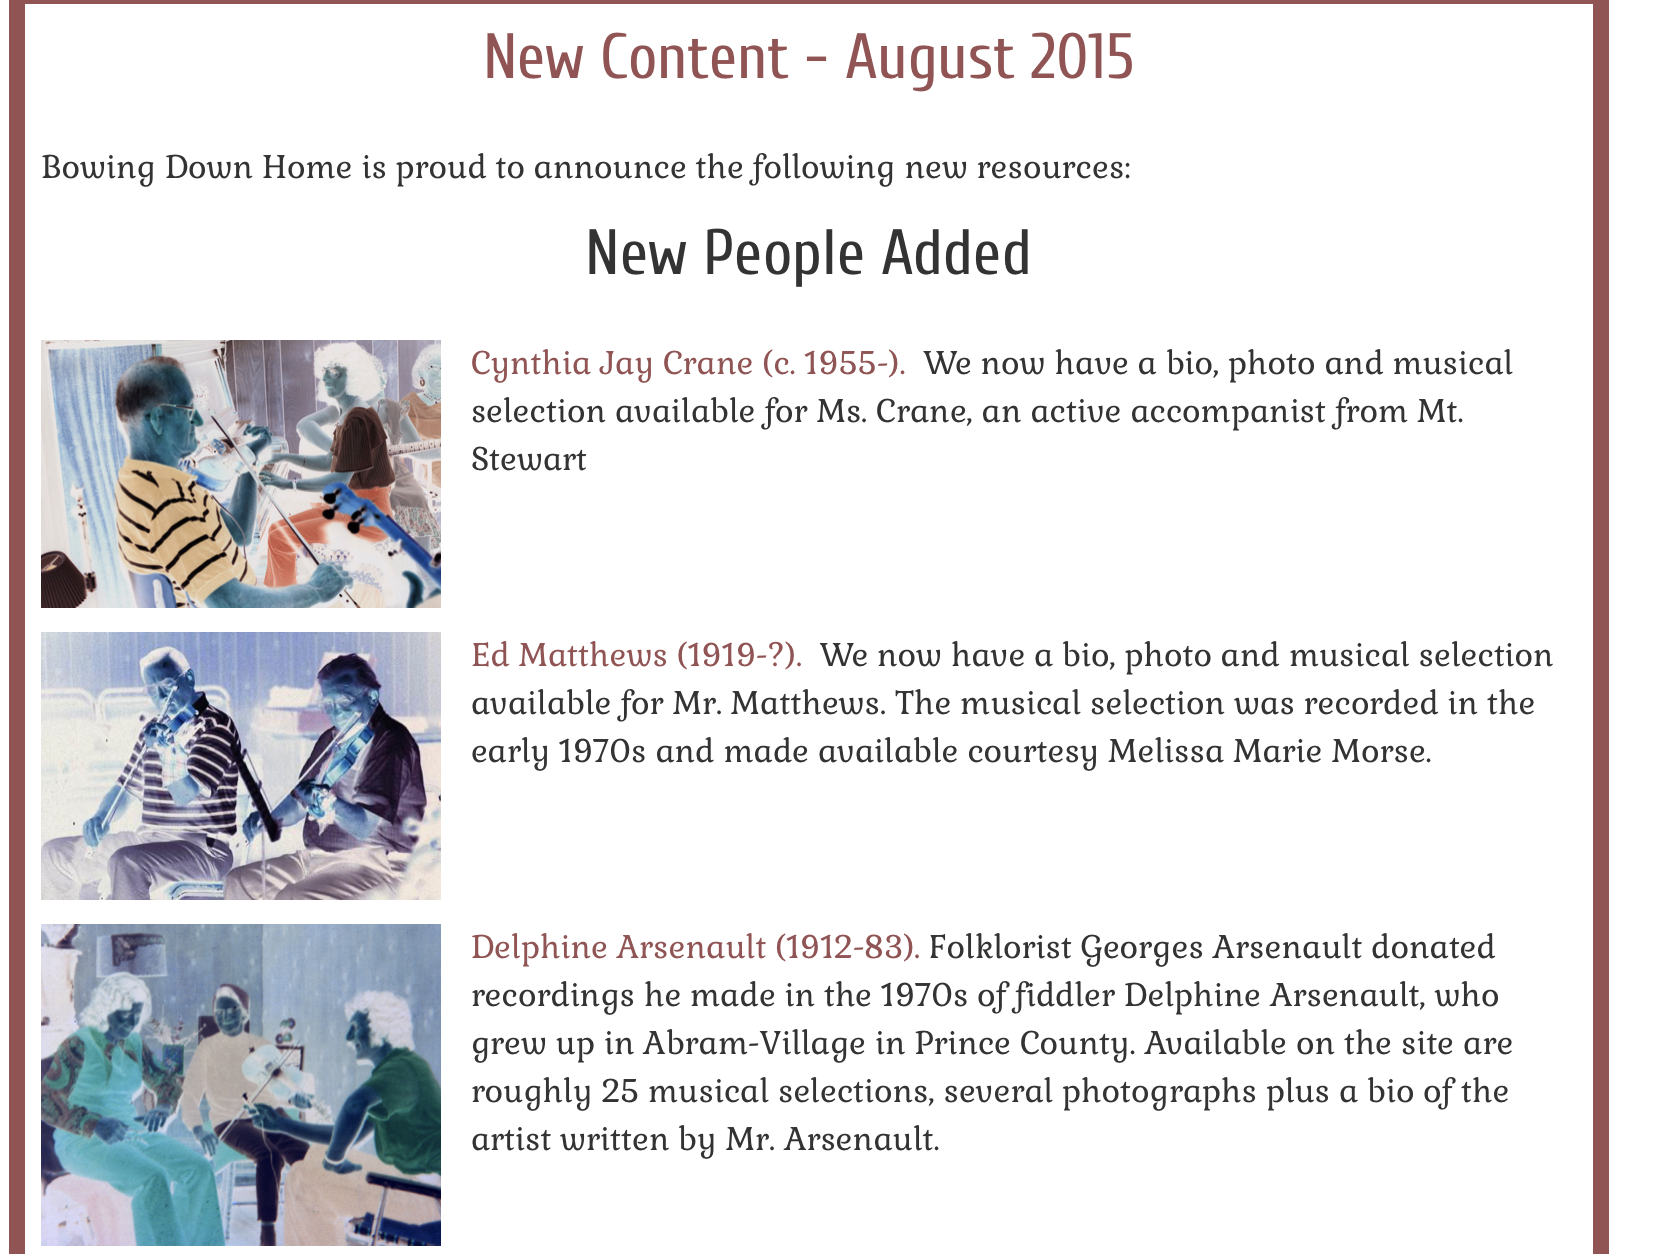 New Content - August 2015
Bowing Down Home is proud to announce the following new resources:
New People Added
Cynthia Jay Crane (c. 1955-).  We now have a bio, photo and musical
selection available for Ms. Crane, an active accompanist from Mt.
Stewart
Ed Matthews (1919-?).  We now have a bio, photo and musical selection
available for Mr. Matthews. The musical selection was recorded in the
early 1970s and made available courtesy Melissa Marie Morse.
Delphine Arsenault (1912-83). Folklorist Georges Arsenault donated
recordings he made in the 1970s of fiddler Delphine Arsenault, who
grew up in Abram-Village in Prince County. Available on the site are
roughly 25 musical selections, several photographs plus a bio of the
artist written by Mr. Arsenault.